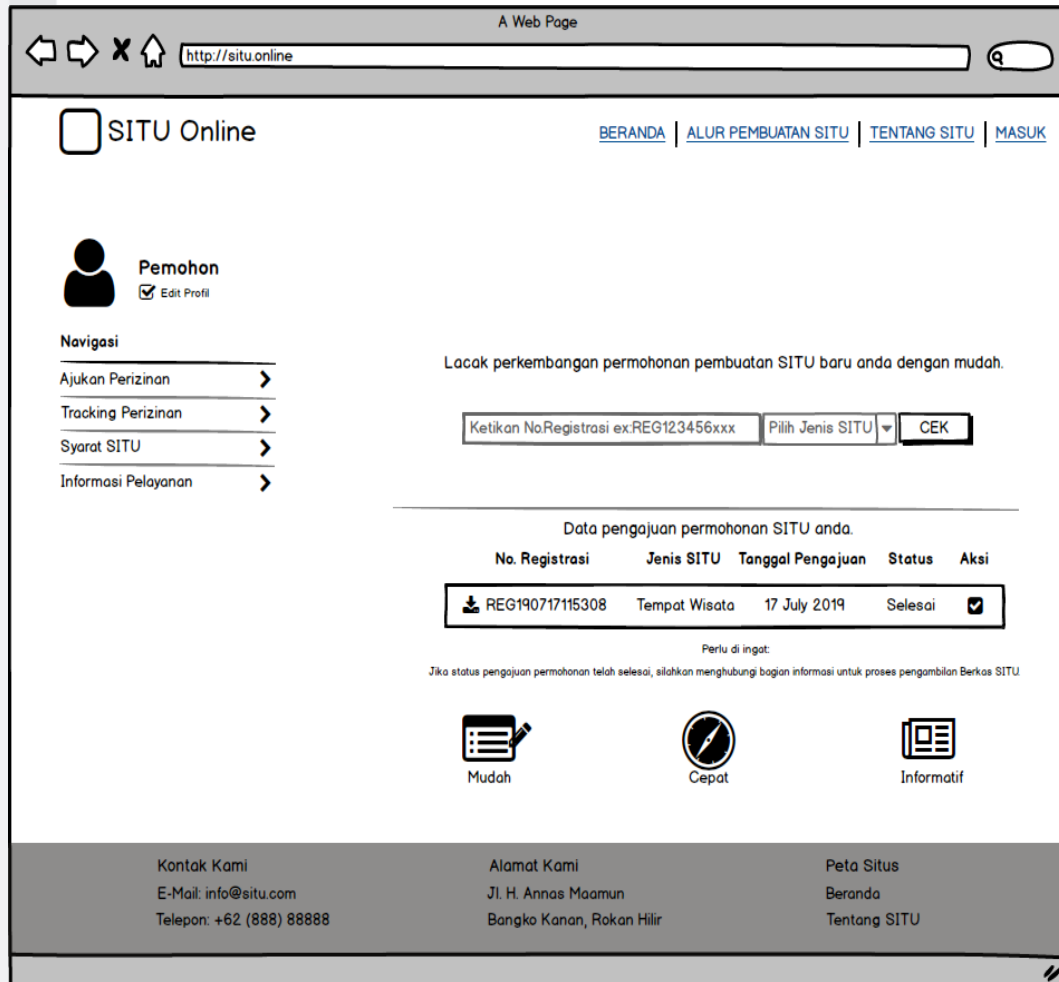 A Web Page
http://situ.online
SITU Online
BERANDA | ALUR PEMBUATAN SITU | TENTANG SITU | MASUK
Pemohon
Edit Profil
Navigasi
Ajukan Perizinan
Tracking Perizinan
Syarat SITU
Informasi Pelayanan
Lacak perkembangan permohonan pembuatan SITU baru anda dengan mudah.
Ketikan No.Registrasi ex:REG123456xxx Pilih Jenis SITU CEK
Data pengajuan permohonan SITU anda.
No. Registrasi Jenis SITU Tanggal Pengajuan Status Aksi
REG190717115308 Tempat Wisata 17 July 2019 Selesai
Perlu di ingat:
Jika status pengajuan permohonan telah selesai, silahkan menghubungi bagian informasi untuk proses pengambilan Berkas SITU.
Mudah Cepat Informatif
Kontak Kami
E-Mail: info@situ.com
Telepon: +62 (888) 88888
Alamat Kami
Jl. H. Annas Maamun
Bangko Kanan, Rokan Hilir
Peta Situs
Beranda
Tentang SITU